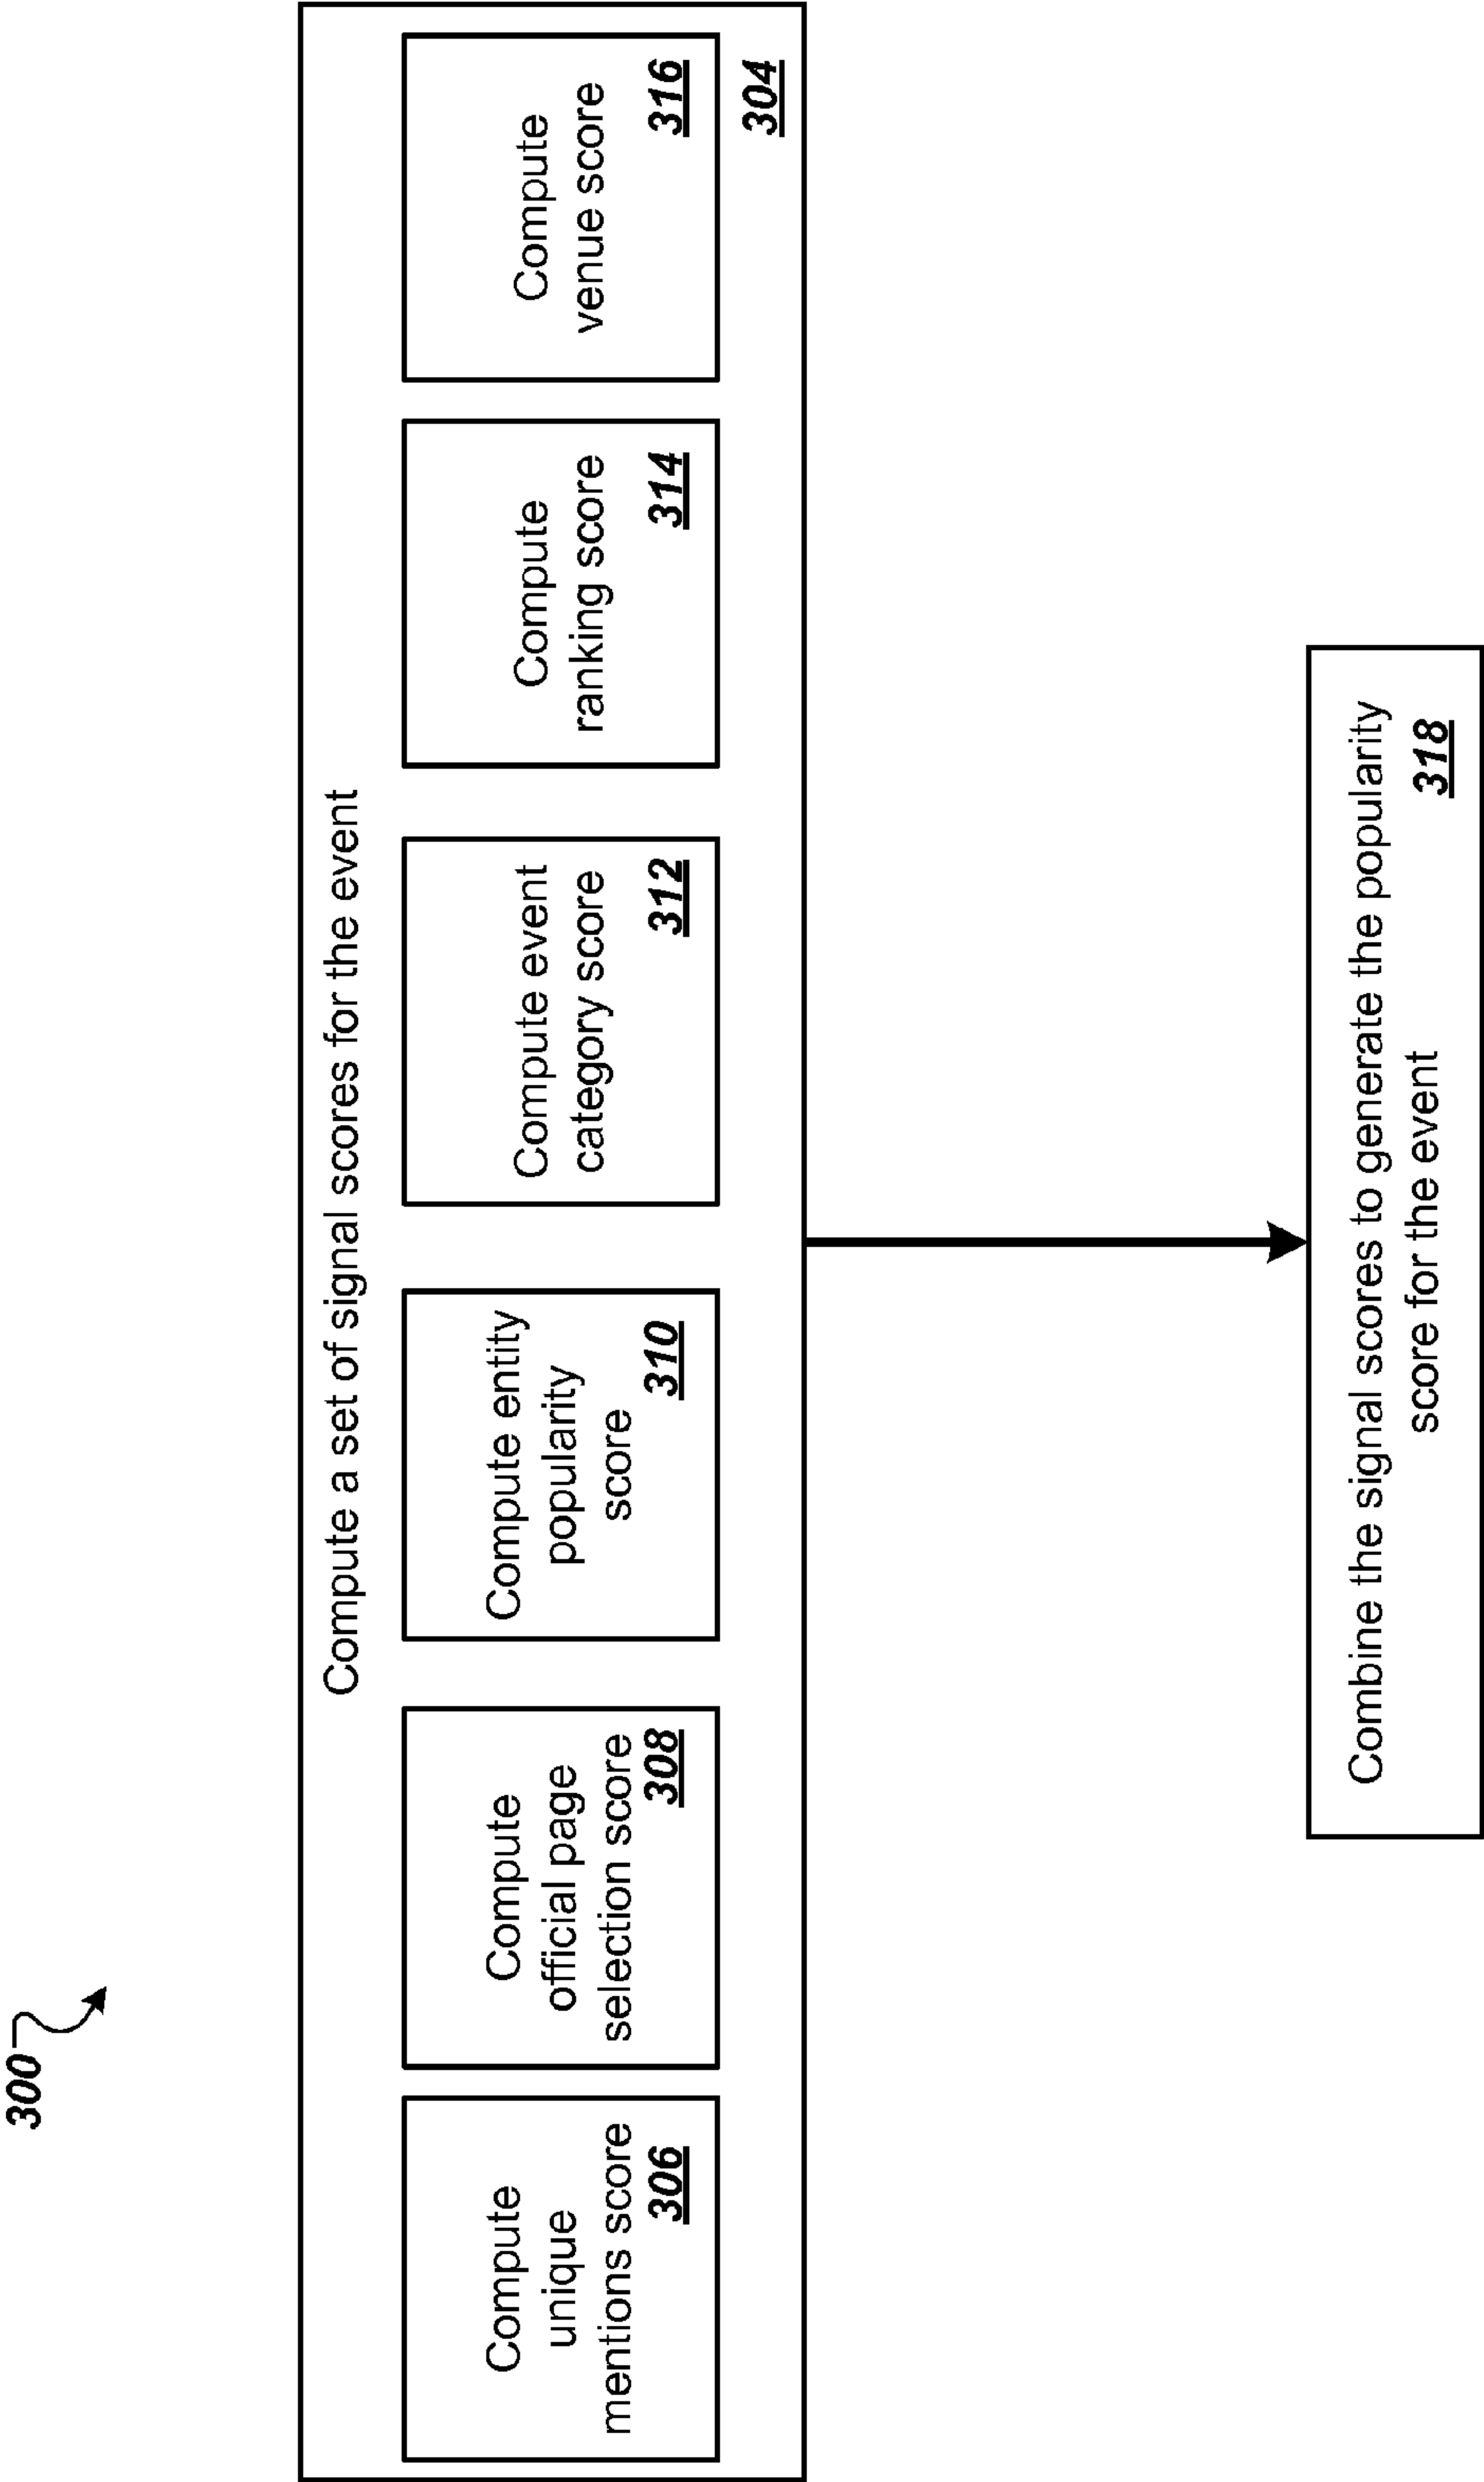 300
Compute a set of signal scores for the event
Compute
unique
mentions score
306
Compute
official page
selection score
308
Compute entity
popularity
score
310
Compute event
category score
312
Compute
ranking score
314
Compute
venue score
316
304
Combine the signal scores to generate the popularity
score for the event
318